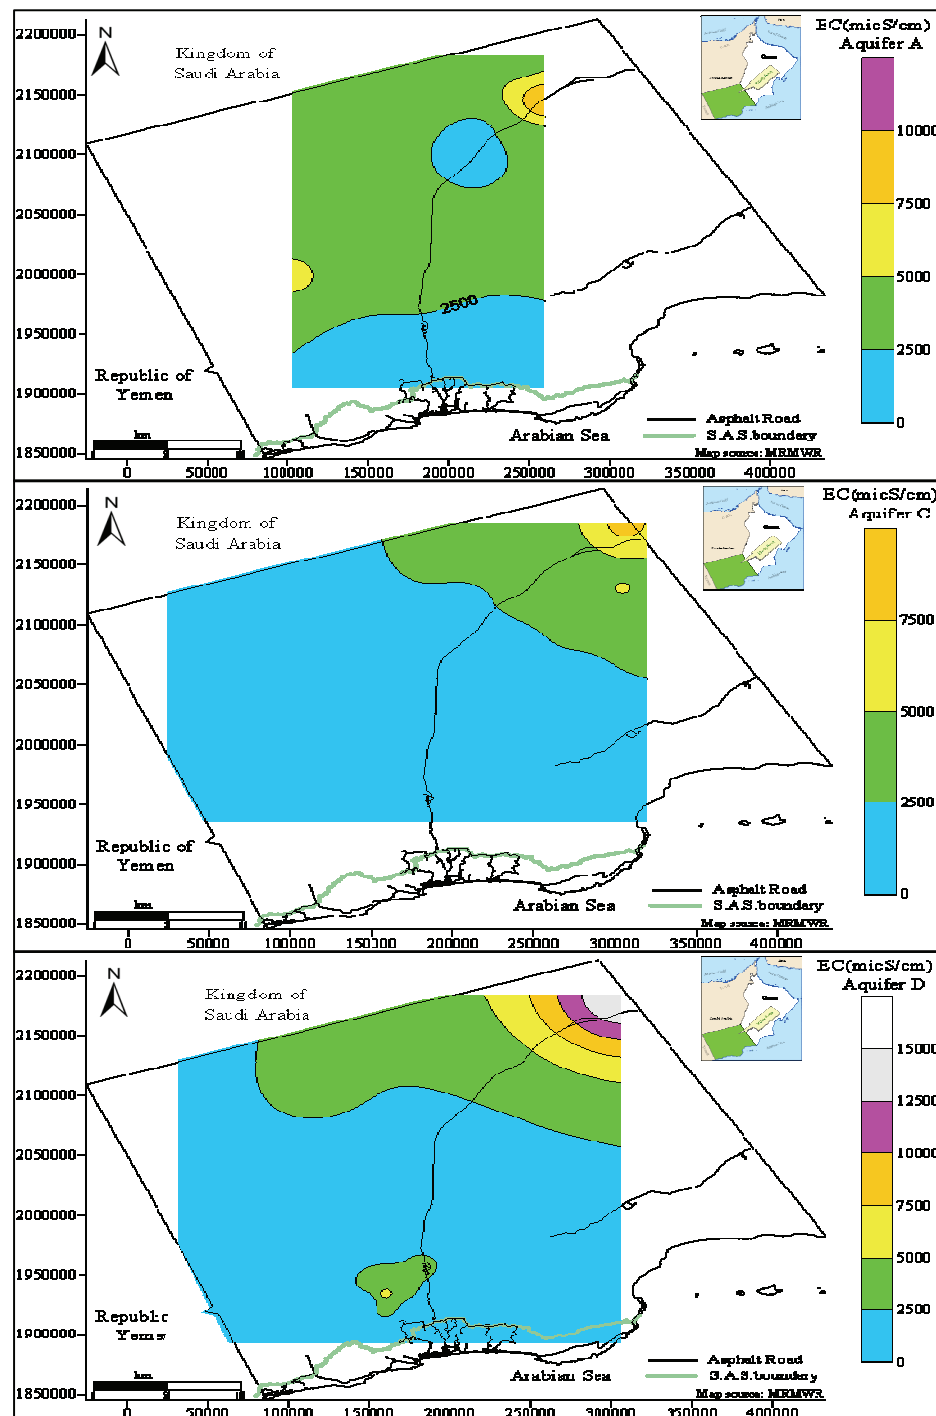 EC(micS/cm)
Aquifer A
N
Kingdom of
Saudi Arabia
Oman
2200000
2150000
2100000
2050000
2000000
1950000
1900000
1850000
10000
7500
5000
2500
0
2500
Republic of
Yemen
km
Arabian Sea
Asphalt Road
S.A.S.boundary
Map source: MRMWR
0
50000
100000
150000
200000
250000
300000
350000
400000
EC(micS/cm)
Aquifer C
N
Kingdom of
Saudi Arabia
Oman
2200000
2150000
2100000
2050000
2000000
1950000
1900000
1850000
7500
5000
2500
0
Republic of
Yemen
km
Arabian Sea
Asphalt Road
S.A.S.boundary
Map source: MRMWR
0
50000
100000
150000
200000
250000
300000
350000
400000
EC(micS/cm)
Aquifer D
N
Kingdom of
Saudi Arabia
Oman
2200000
2150000
2100000
2050000
2000000
1950000
1900000
1850000
15000
12500
10000
7500
5000
2500
0
Republic
km
Arabian Sea
Asphalt Road
S.A.S.boundary
Map source: MRMWR
0
50000
100000
150000
200000
250000
300000
350000
400000